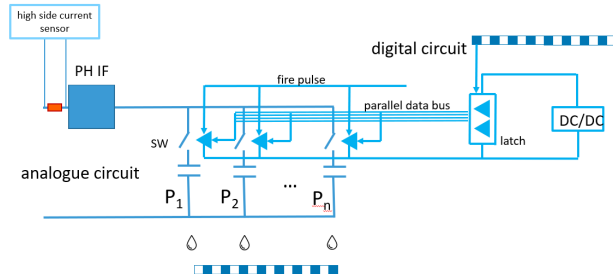 high side current
sensor
digital circuit
PH IF
fire pulse
parallel data bus
DC/DC
SW
latch
analogue circuit
...
P1
P2
Pn